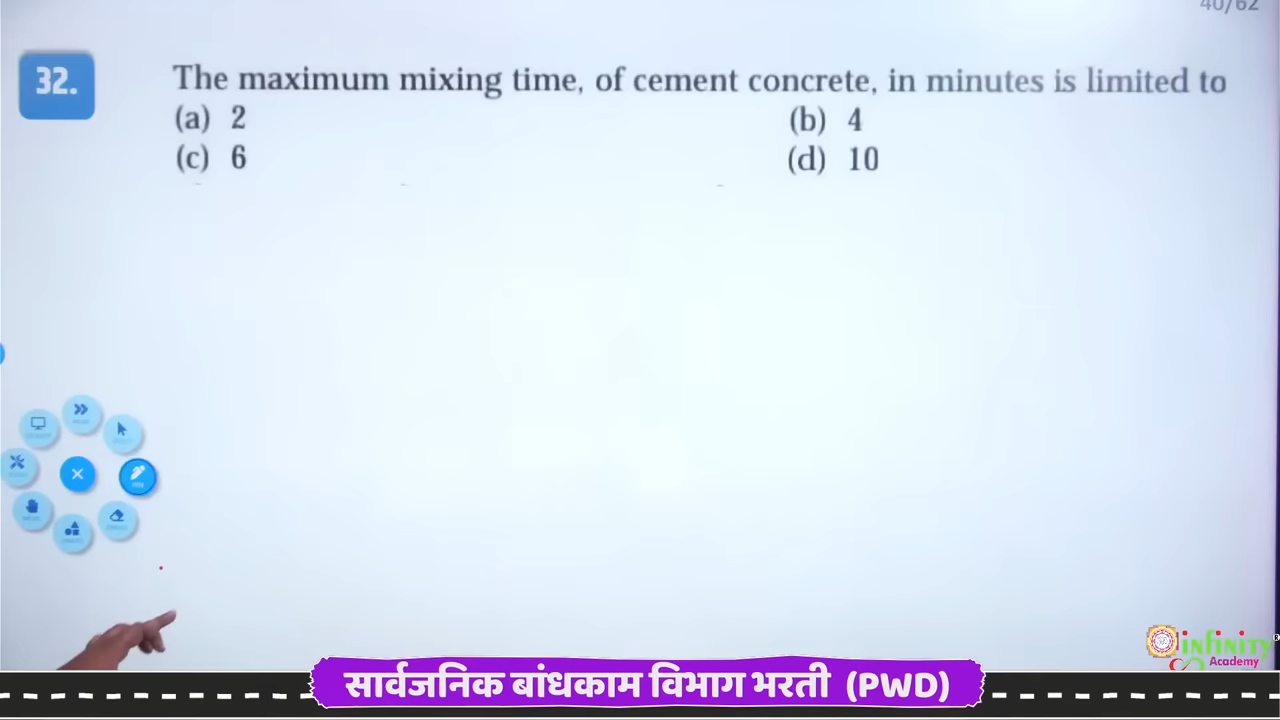 40/62
32.
The maximum mixing time, of cement concrete, in minutes is limited to
(a) 2
(b) 4
(c) 6
(d) 10
infinity
Academy
सार्वजनिक बांधकाम विभाग भरती (PWD)